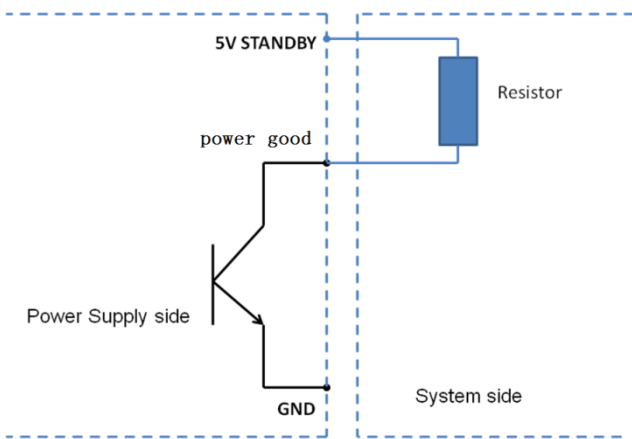 5V STANDBY
Resistor
power good
Power Supply side
System side
GND